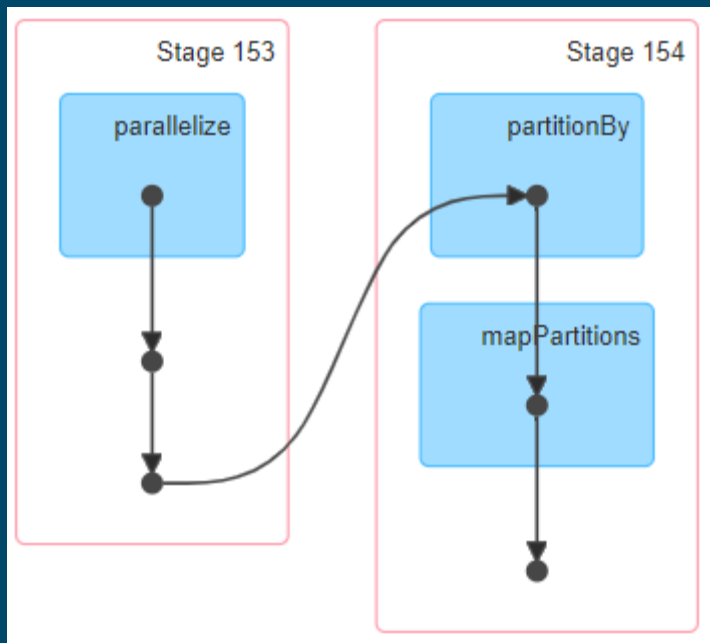 Stage 153
parallelize
Stage 154
partitionBy
mapPartitions